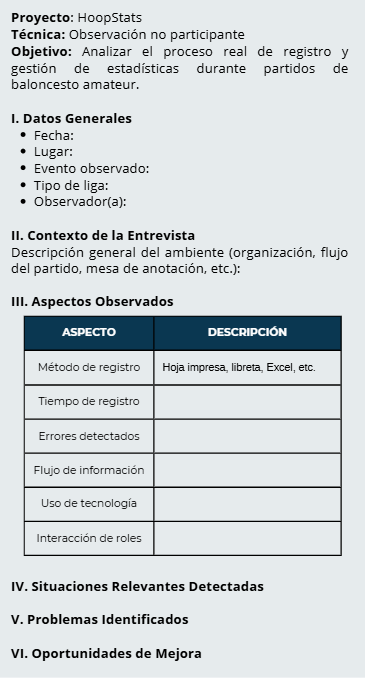 Proyecto: HoopStats
Técnica: Observación no participante
Objetivo: Analizar el proceso real de registro y
gestión de estadísticas durante partidos de
baloncesto amateur.
I. Datos Generales
• Fecha:
• Lugar:
• Evento observado:
• Tipo de liga:
• Observador(a):
II. Contexto de la Entrevista
Descripción general del ambiente (organización, flujo
del partido, mesa de anotación, etc.):
III. Aspectos Observados
ASPECTO DESCRIPCIÓN
Método de registro Hoja impresa, libreta, Excel, etc.
Tiempo de registro
Errores detectados
Flujo de información
Uso de tecnología
Interacción de roles
IV. Situaciones Relevantes Detectadas
V. Problemas Identificados
VI. Oportunidades de Mejora